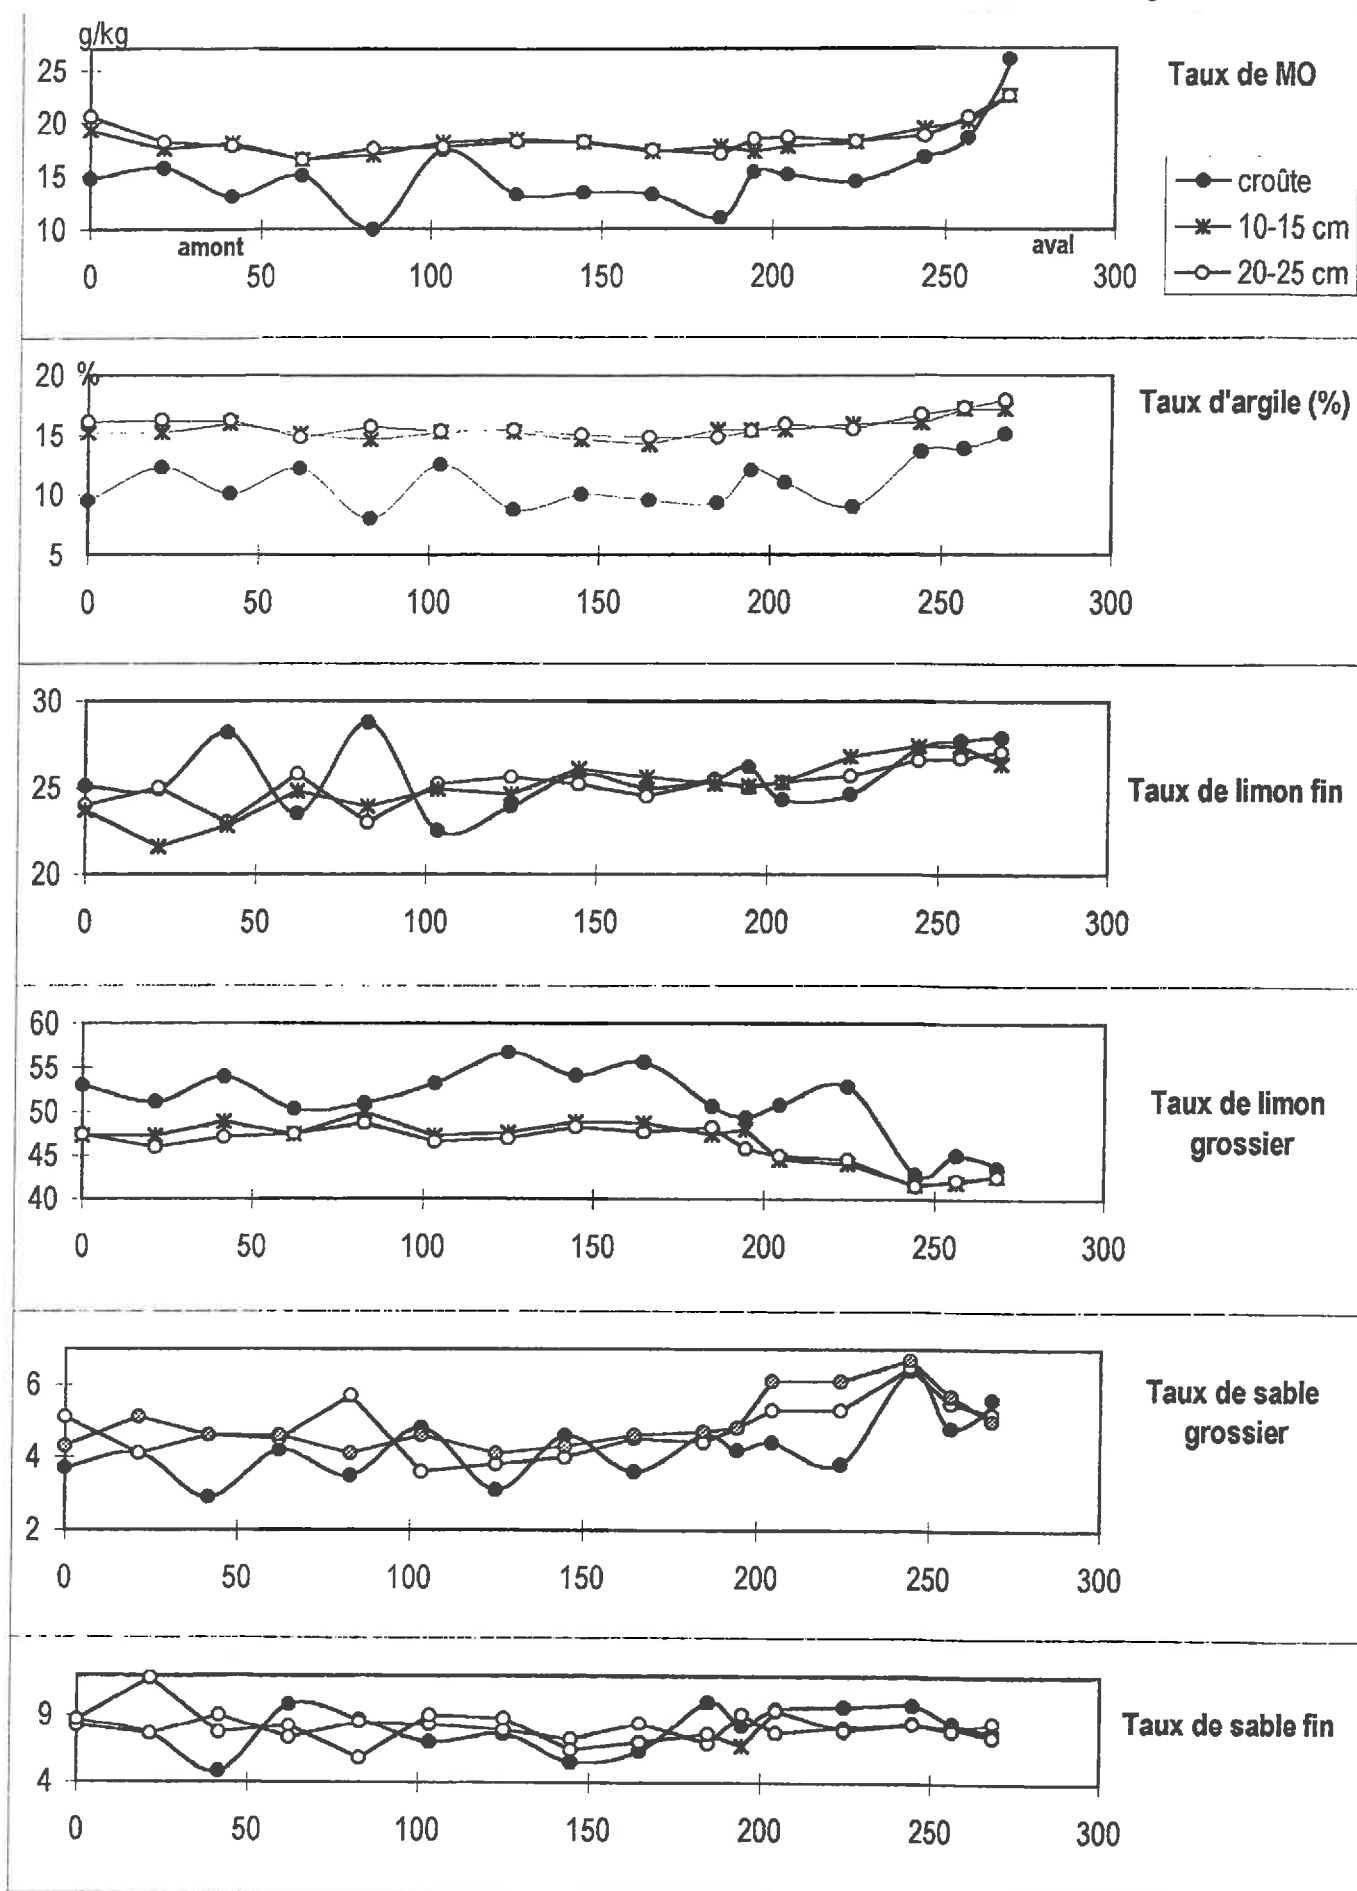 g/kg
25
20
15
10
amont
aval
0 50 100 150 200 250 300
Taux de MO
croûte
10-15 cm
20-25 cm
20 %
15
10
5
0 50 100 150 200 250 300
Taux d'argile (%)
30
25
20
0 50 100 150 200 250 300
Taux de limon fin
60
55
50
45
40
0 50 100 150 200 250 300
Taux de limon
grossier
6
4
2
0 50 100 150 200 250 300
Taux de sable
grossier
9
4
0 50 100 150 200 250 300
Taux de sable fin